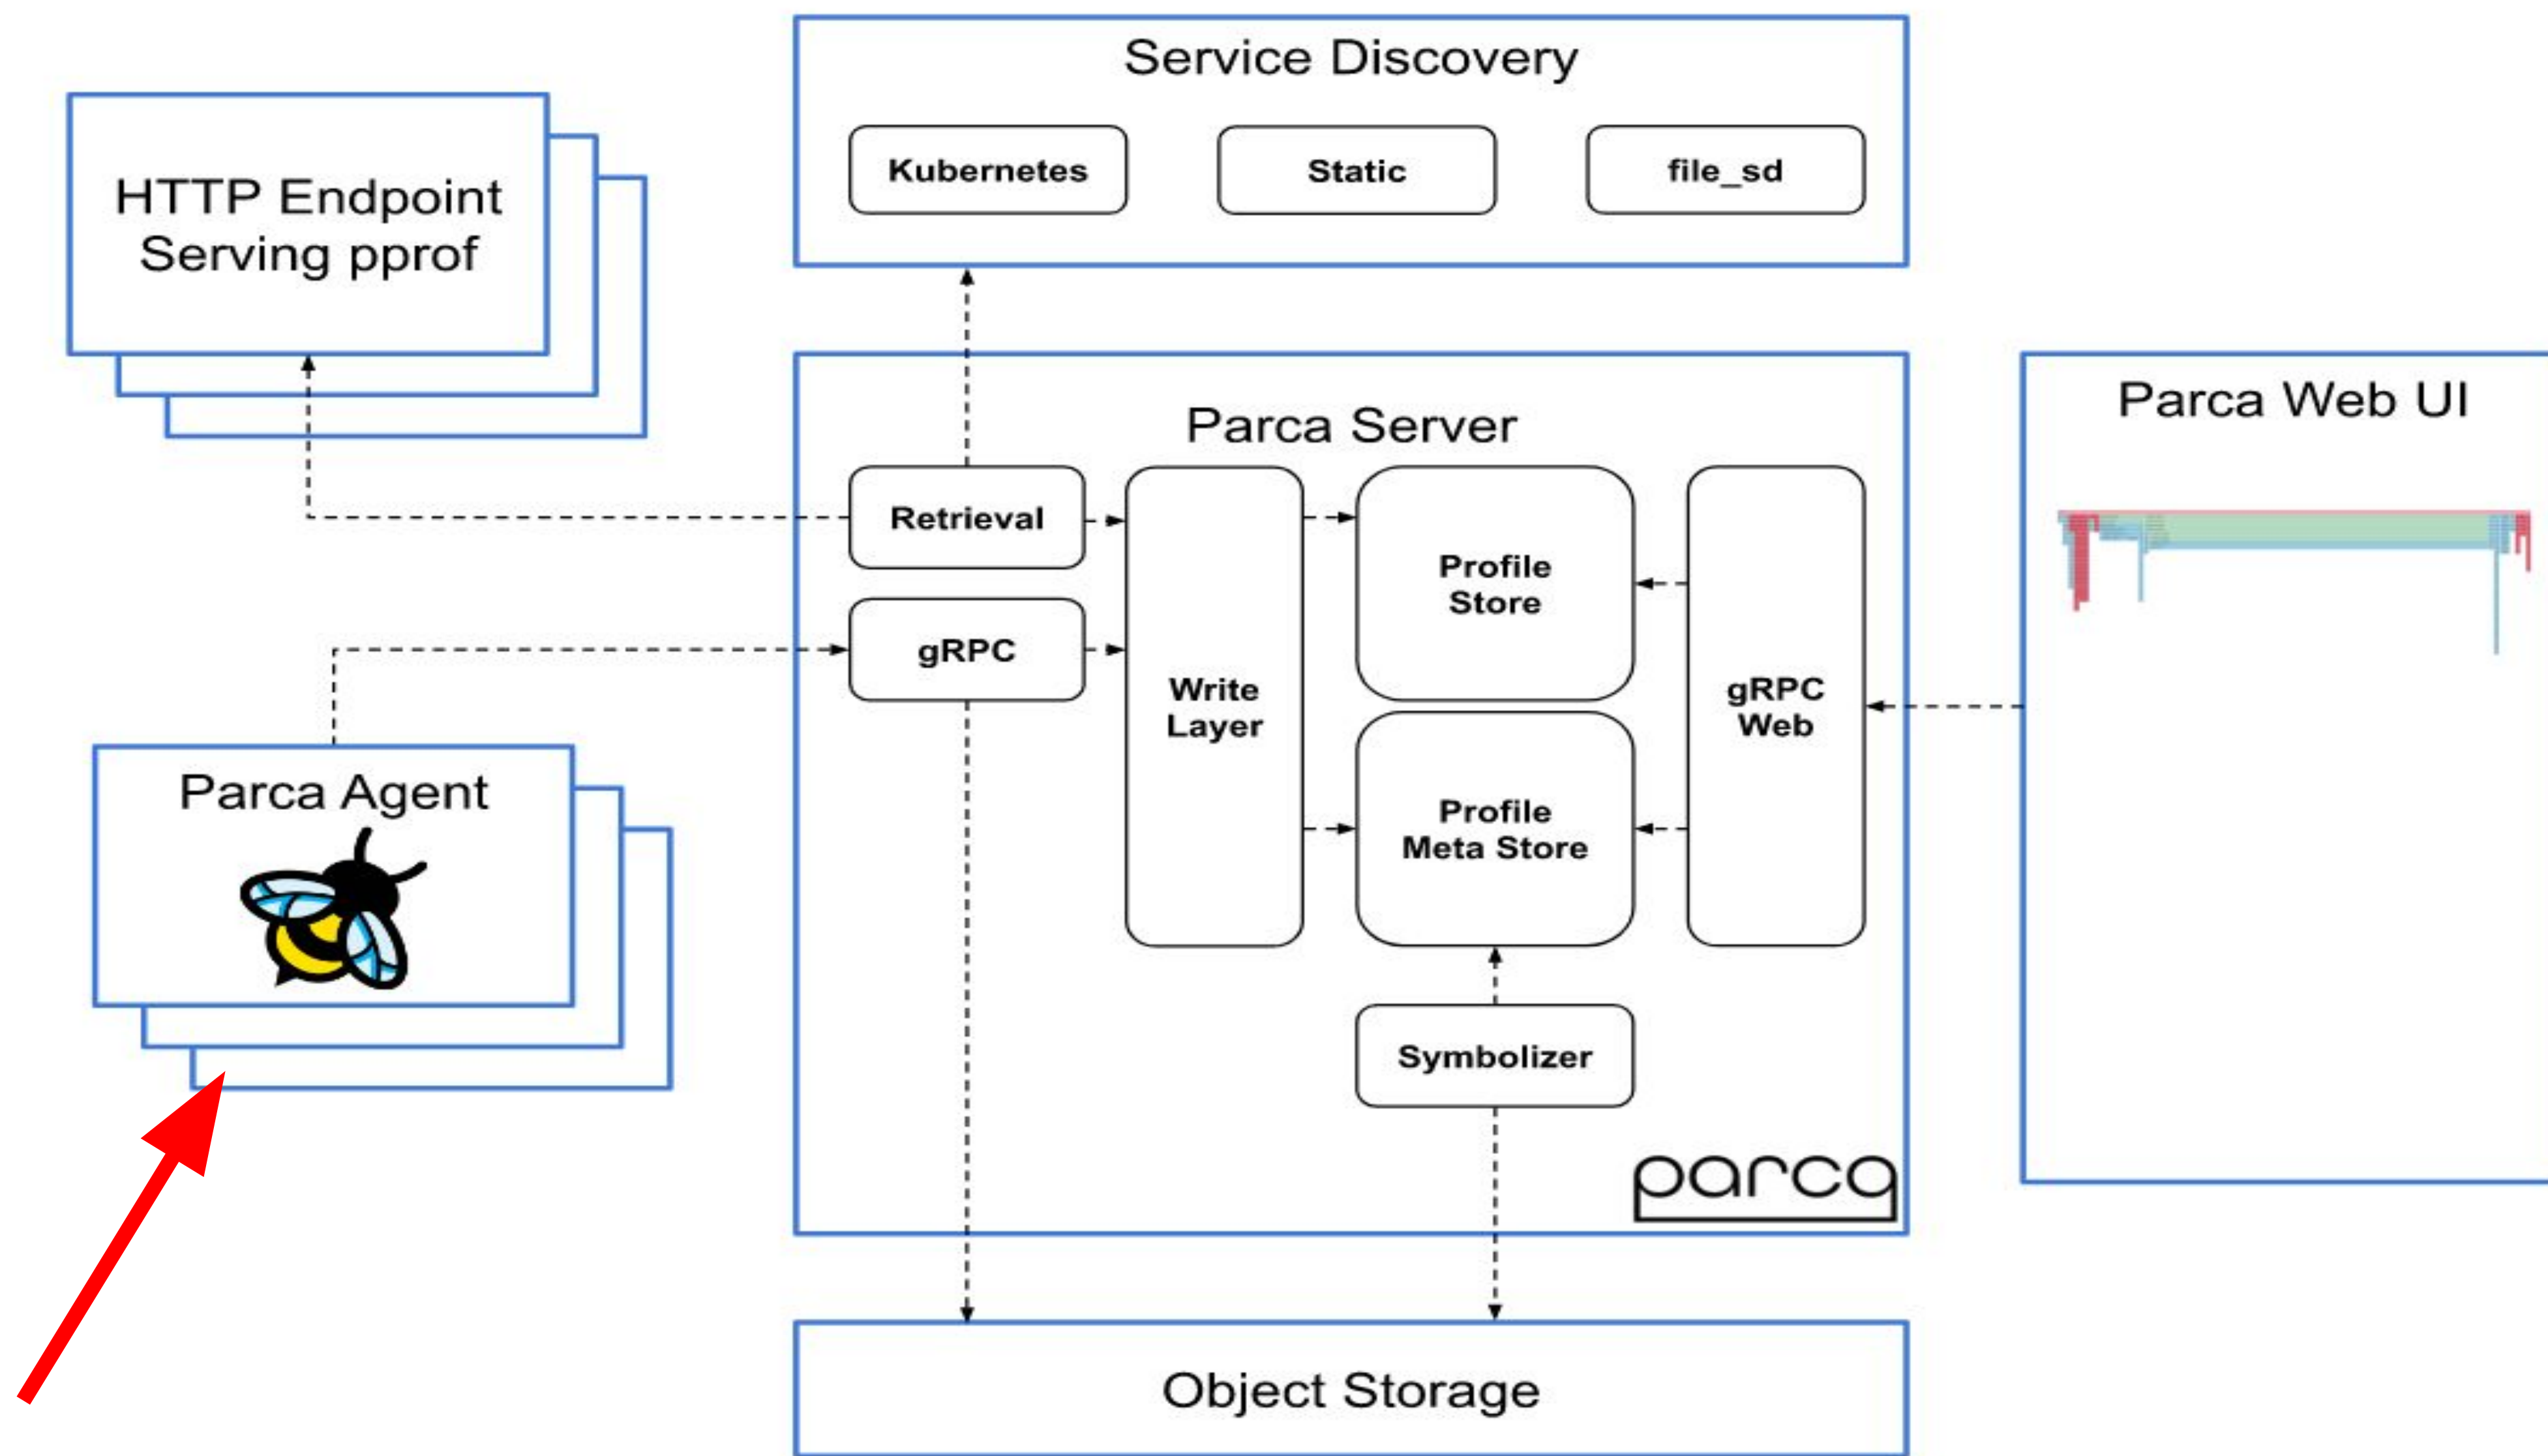 Service Discovery
Kubernetes
Static
file_sd
HTTP Endpoint
Serving pprof
Parca Server
Retrieval
gRPC
Write
Layer
Profile
Store
Profile
Meta Store
gRPC
Web
Symbolizer
parca
Parca Web UI
Parca Agent
Object Storage